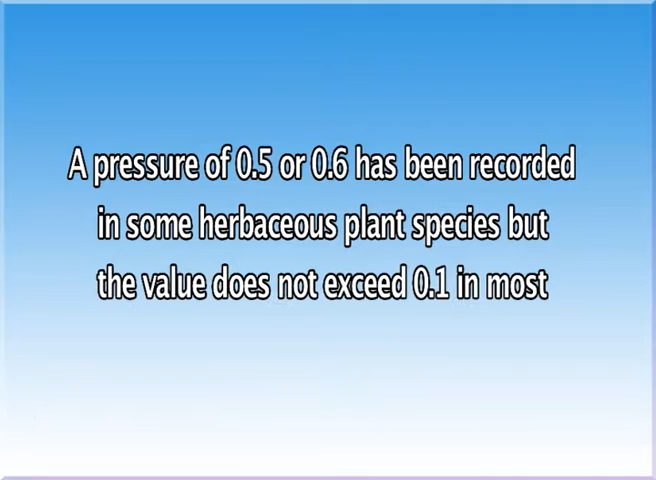 A pressure of 0.5 or 0.6 has been recorded
in some herbaceous plant species but
the value does not exceed 0.1 in most